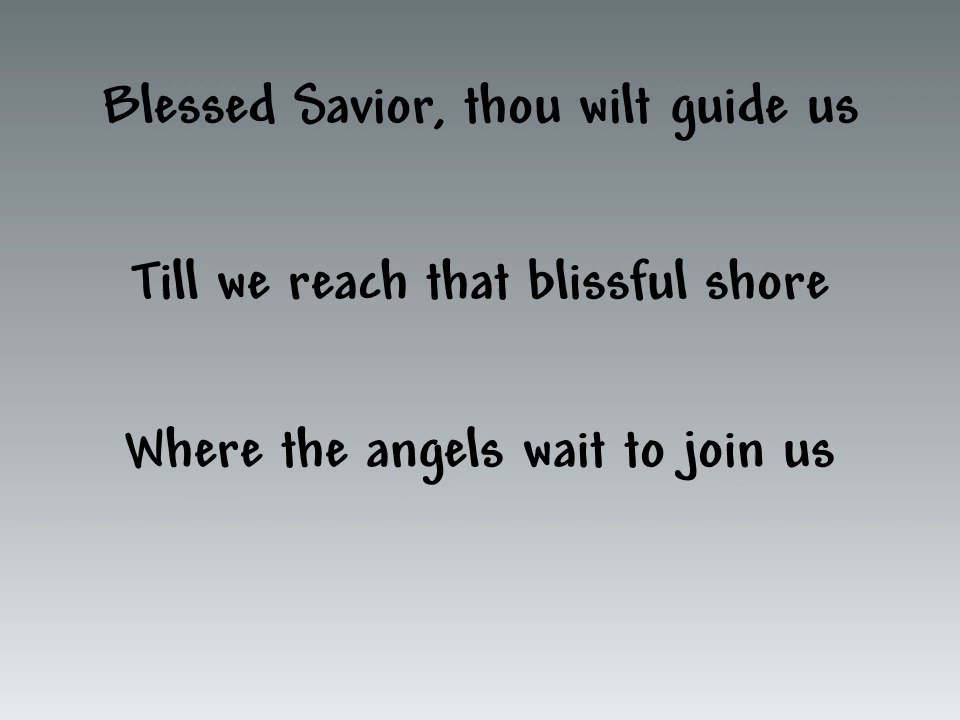 Blessed Savior, thou wilt guide us
Till we reach that blissful shore
Where the angels wait to join us